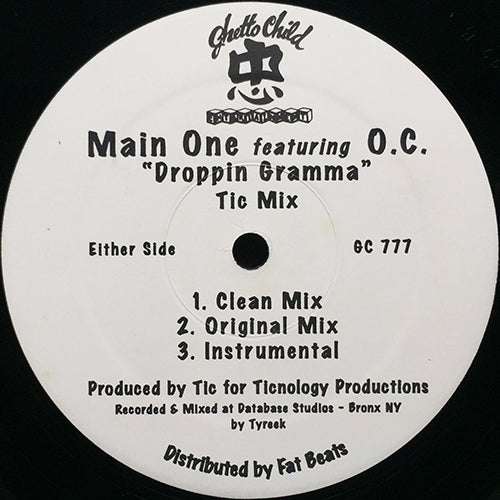 Ghetto Child
忠
ENTERTAINMENT
Main One featuring O.C.
"Droppin Gramma"
Tic Mix
Either Side
GC 777
1. Clean Mix
2. Original Mix
3. Instrumental
Produced by Tic for Ticnology Productions
Recorded & Mixed at Database Studios - Bronx NY
by Tyreek
Distributed by Fat Beats